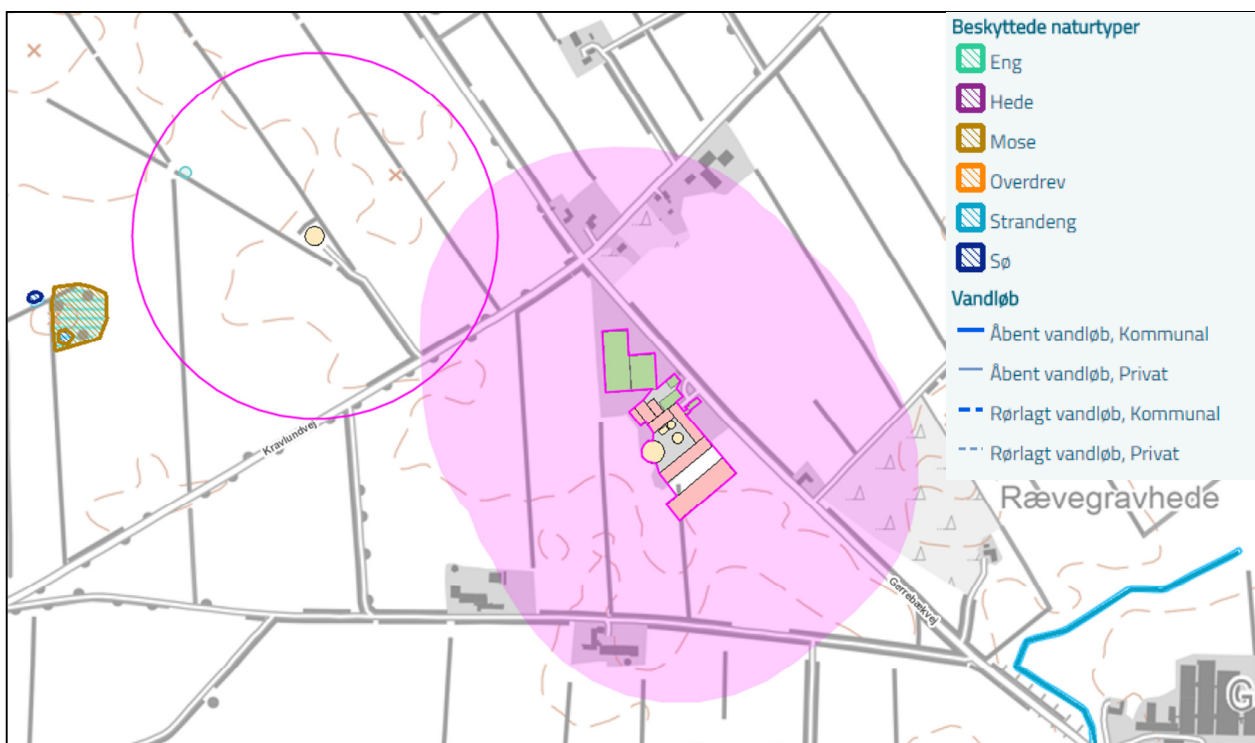 Beskyttede naturtyper
Eng
Hede
Mose
Overdrev
Strandeng
Sø
Vandløb
Åbent vandløb, Kommunal
Åbent vandløb, Privat
Rørlagt vandløb, Kommunal
Rørlagt vandløb, Privat
Kravlundvej
Rævegravhede
Gerrebækvej
G